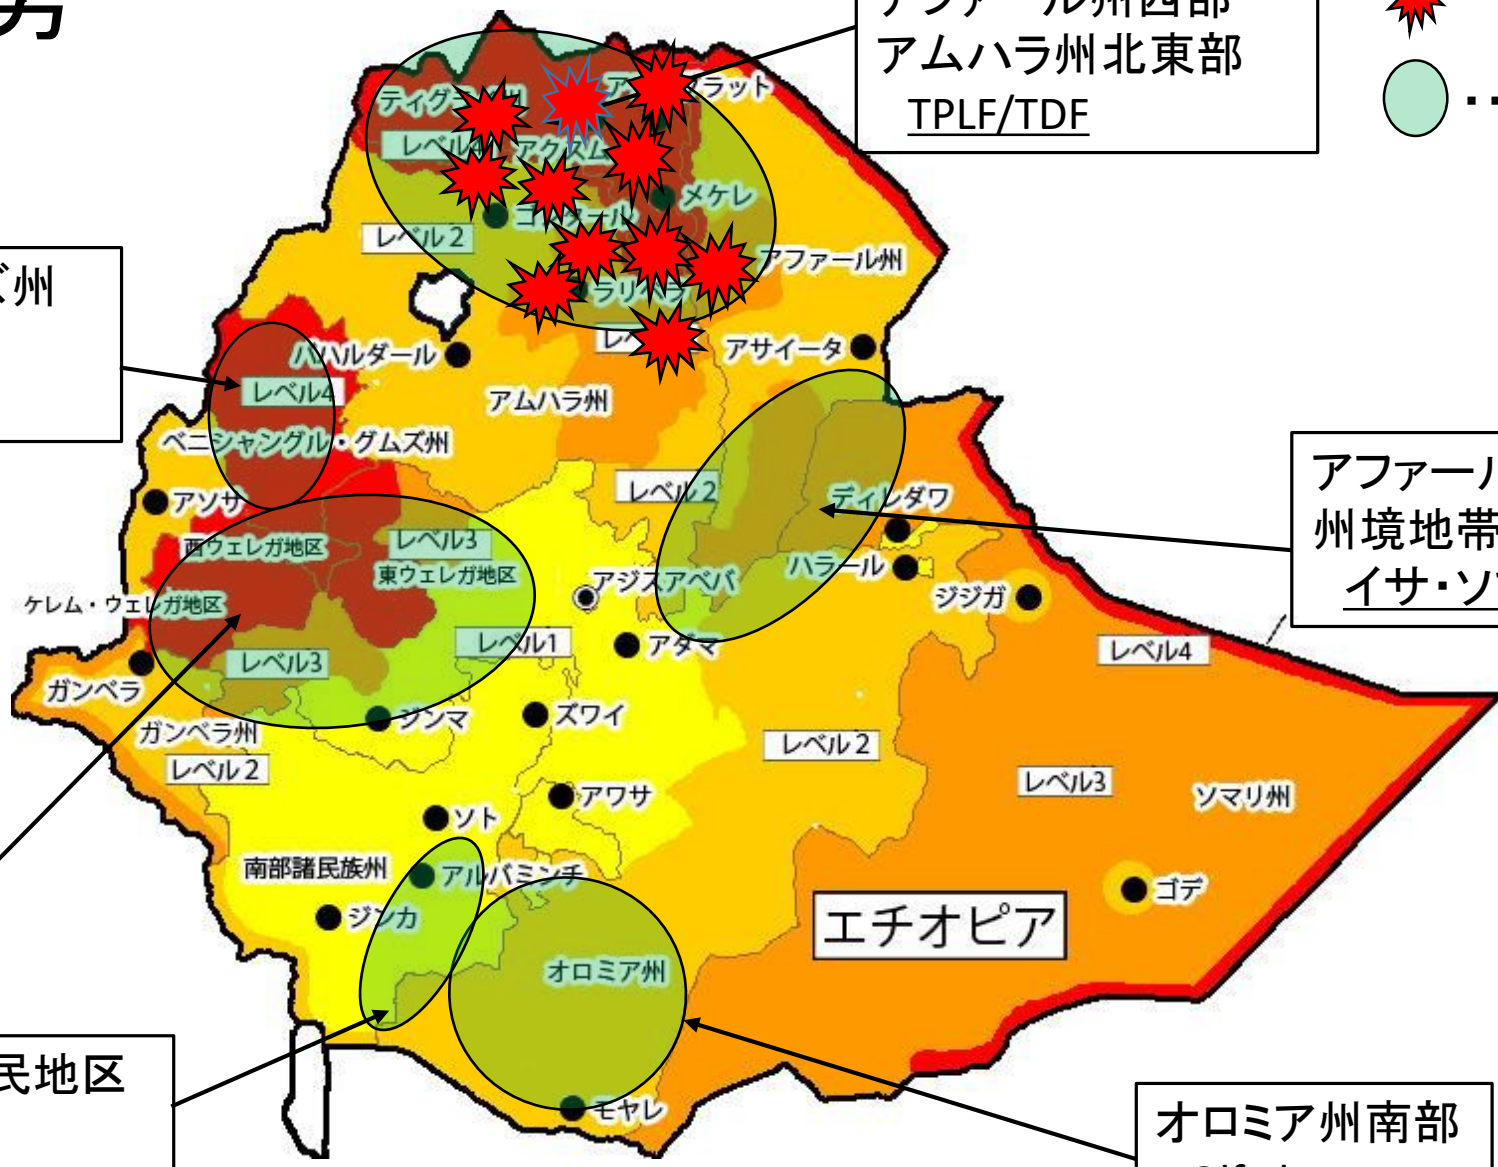 アファール州西部
アムハラ州北東部
TPLF/TDF
レベル4
アクスム
メケレ
レベル2
アファール州
ラリベラ
バハルダール
アサイータ
レベル4
アムハラ州
ベニシャングル・グムズ州
レベル2
ディレダワ
アファール
州境地帯
アソサ
西ウェレガ地区
レベル3
東ウェレガ地区
アジスアベバ
ハラール
ジジガ
ケレム・ウェレガ地区
レベル1
アダマ
レベル4
レベル3
ガンベラ
ガンベラ州
ジンマ
ズワイ
レベル2
レベル2
レベル3
ソマリ州
アワサ
ソト
南部諸民族州
アルバミンチ
ジンカ
ゴデ
エチオピア
オロミア州
民地区
モヤレ
オロミア州南部